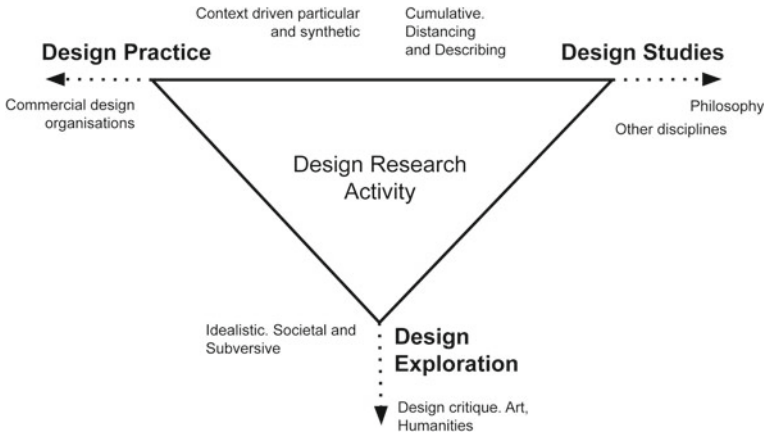 Context driven particular
and synthetic
Cumulative.
Distancing
and Describing
Design Practice
Design Studies
Commercial design
organisations
Philosophy
Other disciplines
Design Research
Activity
Idealistic. Societal and
Subversive
Design
Exploration
Design critique. Art,
Humanities